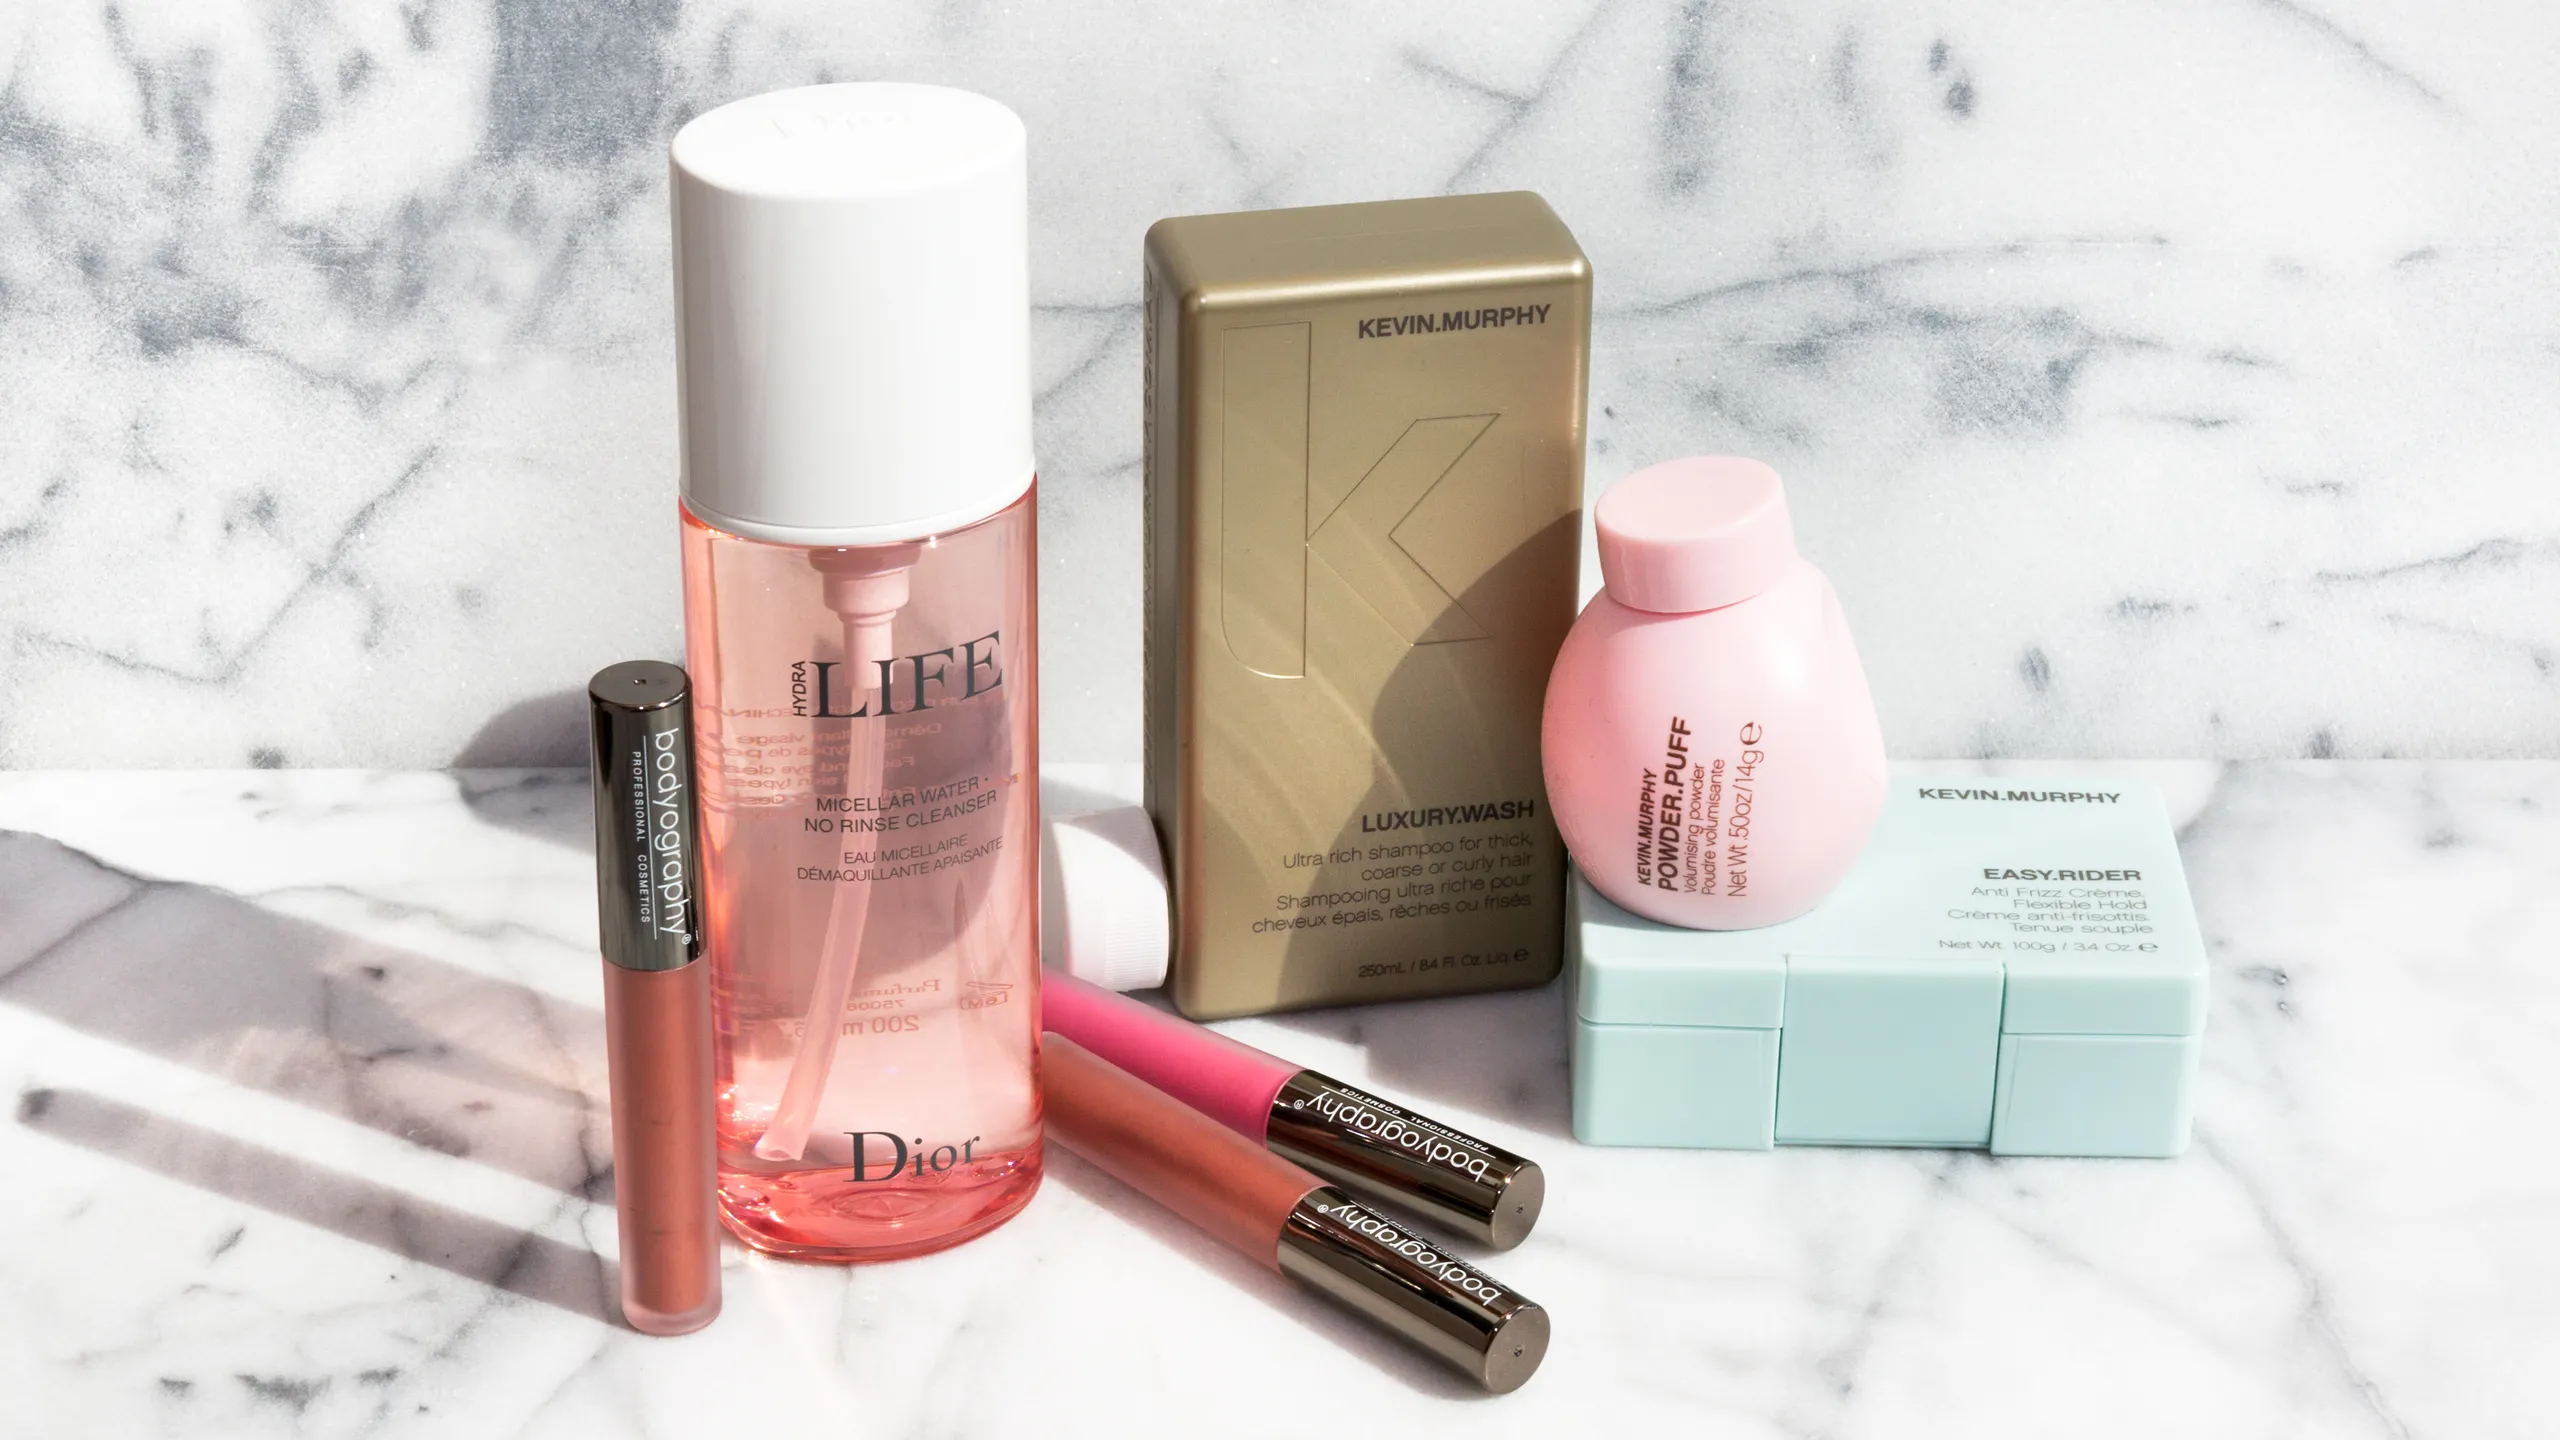 bodyography®
PROFESSIONAL COSMETICS
HYDRA
LIFE
MICELLAR WATER •
NO RINSE CLEANSER
EAU MICELLAIRE
DÉMAQUILLANTE APAISANTE
Dior
KEVIN.MURPHY
LUXURY.WASH
Ultra rich shampoo for thick,
coarse or curly hair
Shampooing ultra riche pour
cheveux épais, rêches ou frisés
250mL / 8.4 Fl. Oz. Liq. ℮
KEVIN.MURPHY
POWDER.PUFF
Volumising powder
Poudre volumisante
Net Wt .50oz/14g ℮
KEVIN.MURPHY
EASY.RIDER
Anti Frizz Crème.
Flexible Hold
Crème anti-frisottis.
Tenue souple
Net Wt. 100g / 3.4 Oz. ℮
bodyography®
PROFESSIONAL COSMETICS
bodyography®